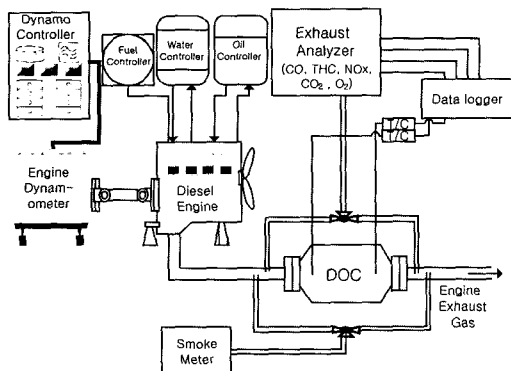 Dynamo
Controller
Fuel
Controller
Water
Controller
Oil
Controller
Exhaust
Analyzer
(CO, THC, NOx,
CO₂ , O₂)
Data logger
T/C
T/C
Engine
Dynam-
ometer
Diesel
Engine
DOC
Engine
Exhaust
Gas
Smoke
Meter